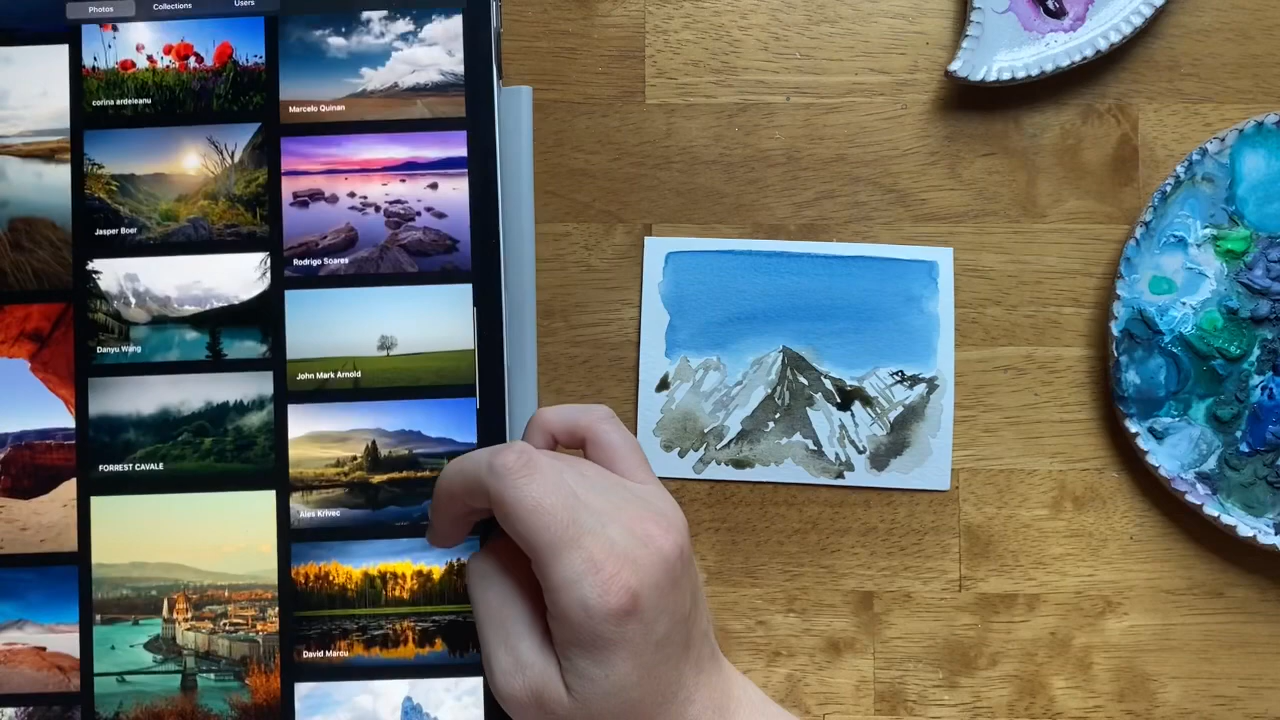 Photos
Collections
Users
corina ardeleanu
Marcelo Quinan
Jasper Boer
Rodrigo Soares
Danyu Wang
John Mark Arnold
FORREST CAVALE
Ales Krivec
David Marcu